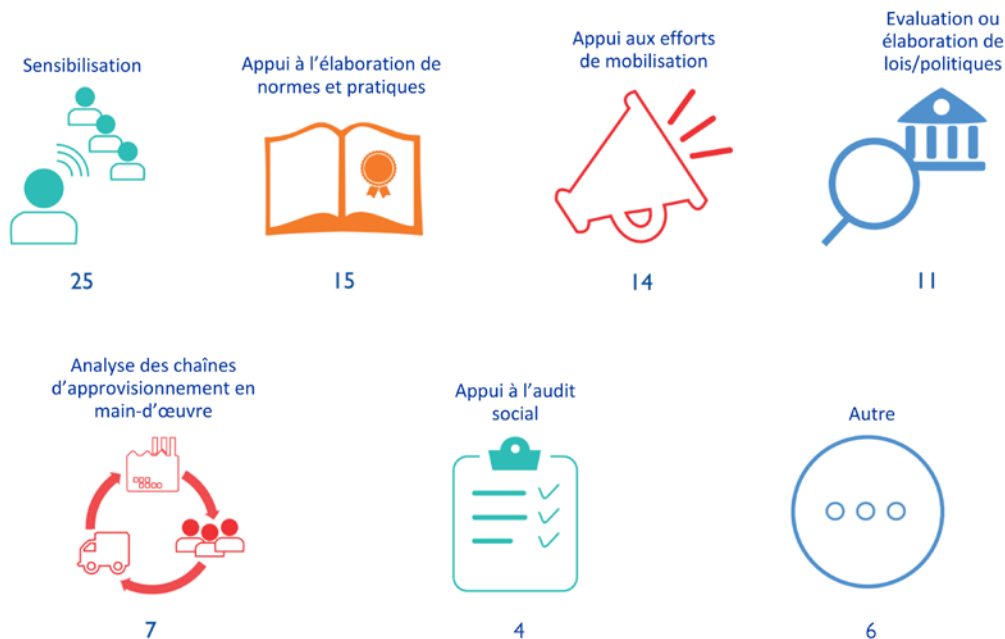 Sensibilisation
25
Appui à l’élaboration de
normes et pratiques
15
Appui aux efforts
de mobilisation
14
Evaluation ou
élaboration de
lois/politiques
11
Analyse des chaînes
d’approvisionnement en
main-d’œuvre
7
Appui à l’audit
social
4
Autre
6